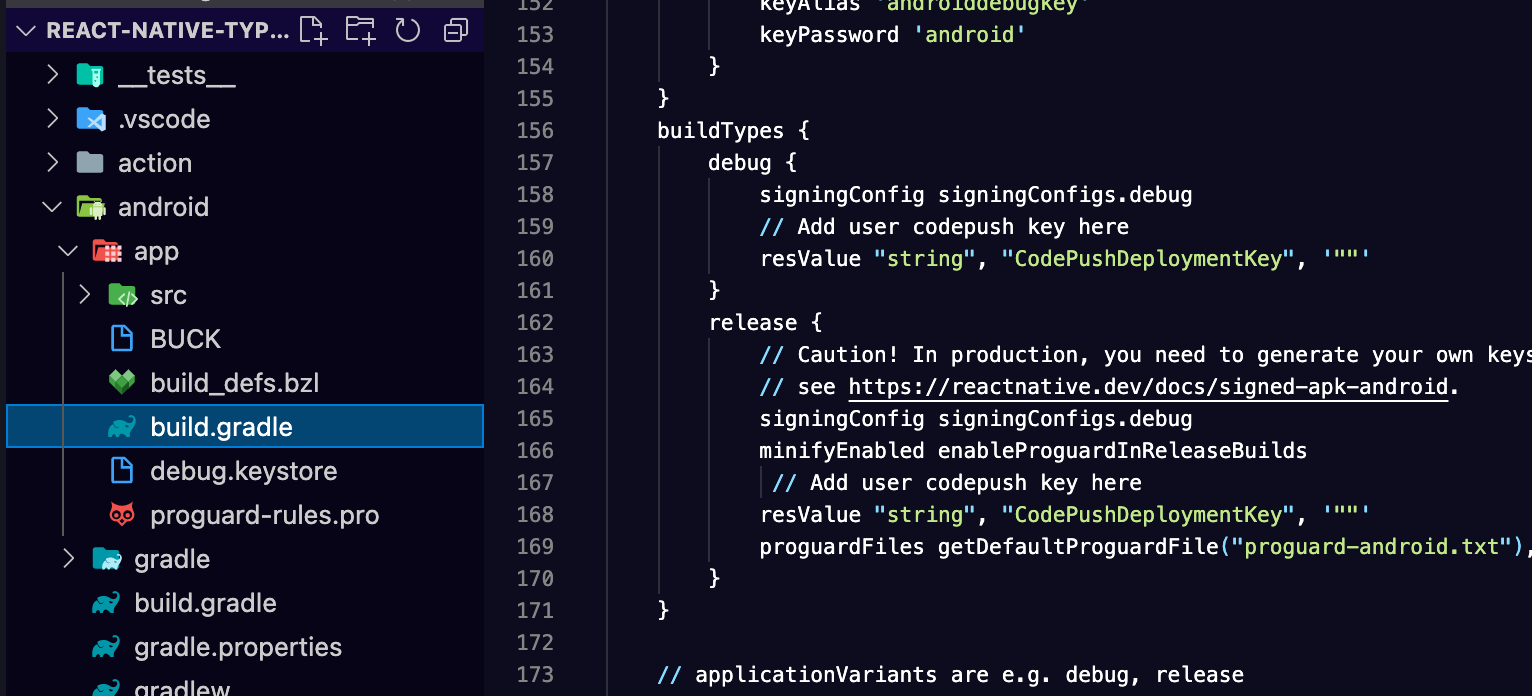 REACT-NATIVE-TYP...
__tests__
.vscode
action
android
app
src
BUCK
build_defs.bzl
build.gradle
debug.keystore
proguard-rules.pro
gradle
build.gradle
gradle.properties
gradlew
152 keyAlias 'androiddebugkey'
153 keyPassword 'android'
154 }
155 }
156 buildTypes {
157 debug {
158 signingConfig signingConfigs.debug
159 // Add user codepush key here
160 resValue "string", "CodePushDeploymentKey", '""'
161 }
162 release {
163 // Caution! In production, you need to generate your own keys
164 // see https://reactnative.dev/docs/signed-apk-android.
165 signingConfig signingConfigs.debug
166 minifyEnabled enableProguardInReleaseBuilds
167 // Add user codepush key here
168 resValue "string", "CodePushDeploymentKey", '""'
169 proguardFiles getDefaultProguardFile("proguard-android.txt"),
170 }
171 }
172
173 // applicationVariants are e.g. debug, release